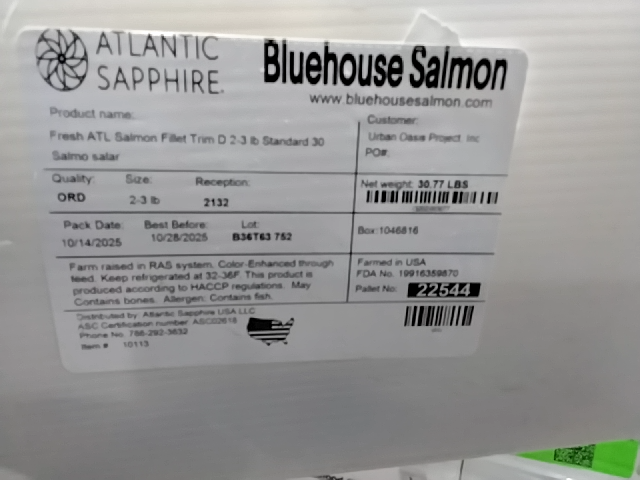 ATLANTIC
SAPPHIRE.
Bluehouse Salmon
www.bluehousesalmon.com
Product name:
Fresh ATL Salmon Fillet Trim D 2-3 lb Standard 30
Salmo salar
Customer:
Urban Oasis Project, Inc
PO#:
Quality: Size: Reception:
ORD 2-3 lb 2132
Net weight: 30.77 LBS
Pack Date: Best Before: Lot:
10/14/2025 10/28/2025 B36T63 752
Box:1046816
Farm raised in RAS system, Color-Enhanced through
feed. Keep refrigerated at 32-36F. This product is
produced according to HACCP regulations. May
Contains bones. Allergen: Contains fish.
Farmed in USA
FDA No. 19916359870
Pallet No: 22544
Distributed by: Atlantic Sapphire USA LLC
ASC Certification number: ASC02618
Phone No. 786-292-3632
Item # 10113